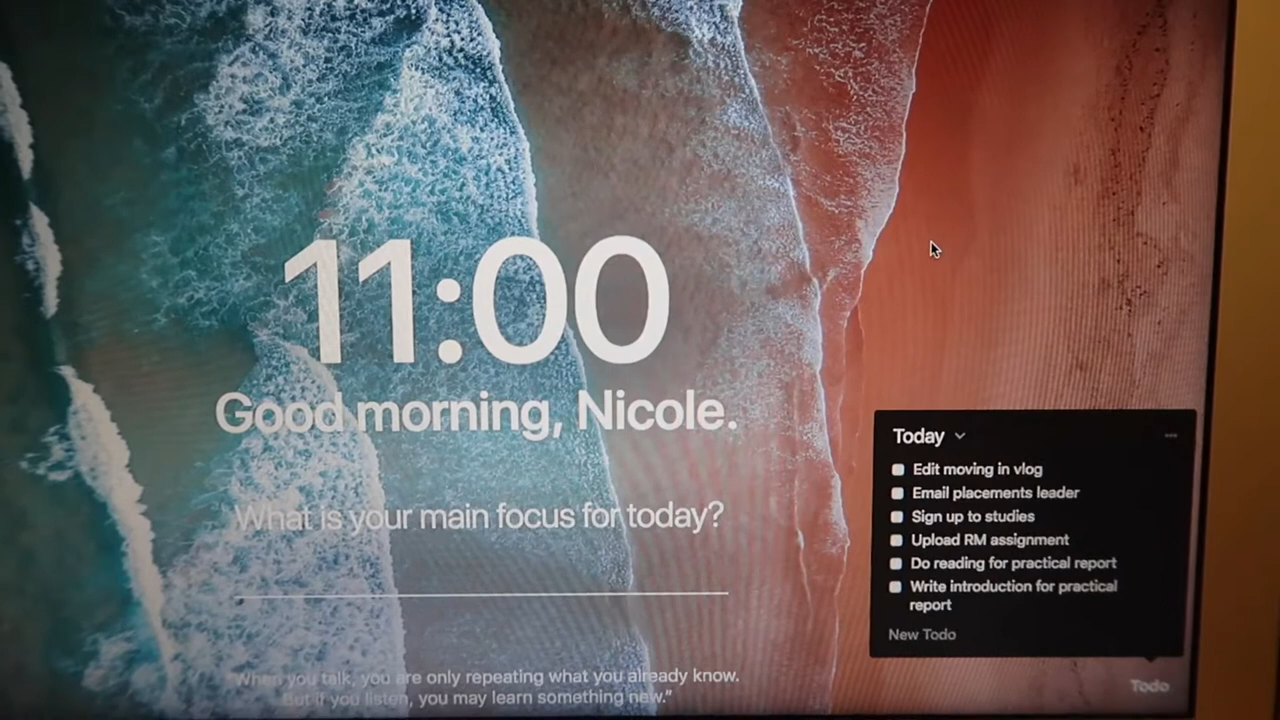 11:00
Good morning, Nicole.
What is your main focus for today?
Today
Edit moving in vlog
Email placements leader
Sign up to studies
Upload RM assignment
Do reading for practical report
Write introduction for practical
report
New Todo
"When you talk, you are only repeating what you already know.
But if you listen, you may learn something new."
Todo